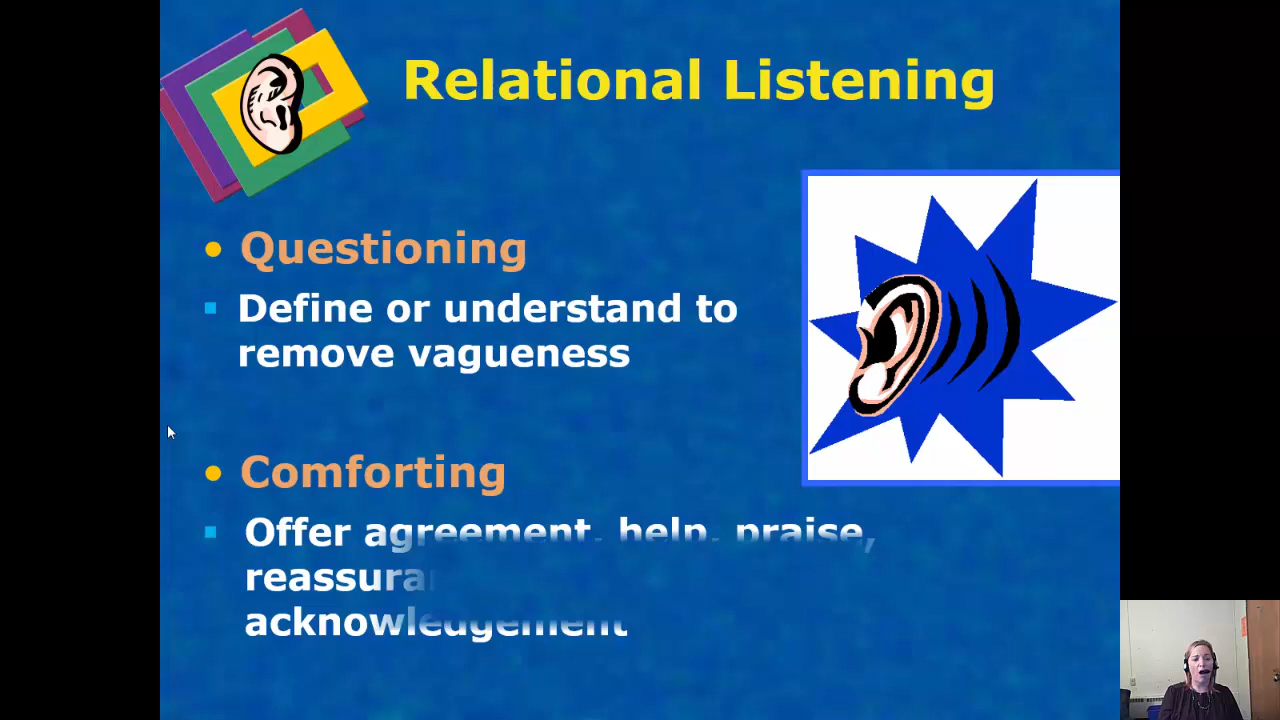 Relational Listening
Questioning
Define or understand to
remove vagueness
Comforting
Offer agreement, help, praise,
acknowledgement